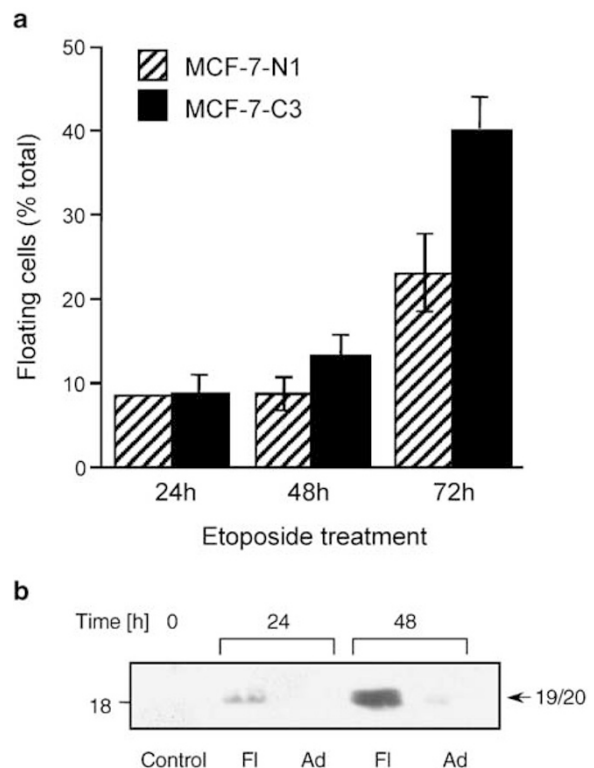 a
50
MCF-7-N1
MCF-7-C3
40
30
20
10
0
Floating cells (% total)
24h 48h 72h
Etoposide treatment
b
Time [h] 0 24 48
18 19/20
Control Fl Ad Fl Ad